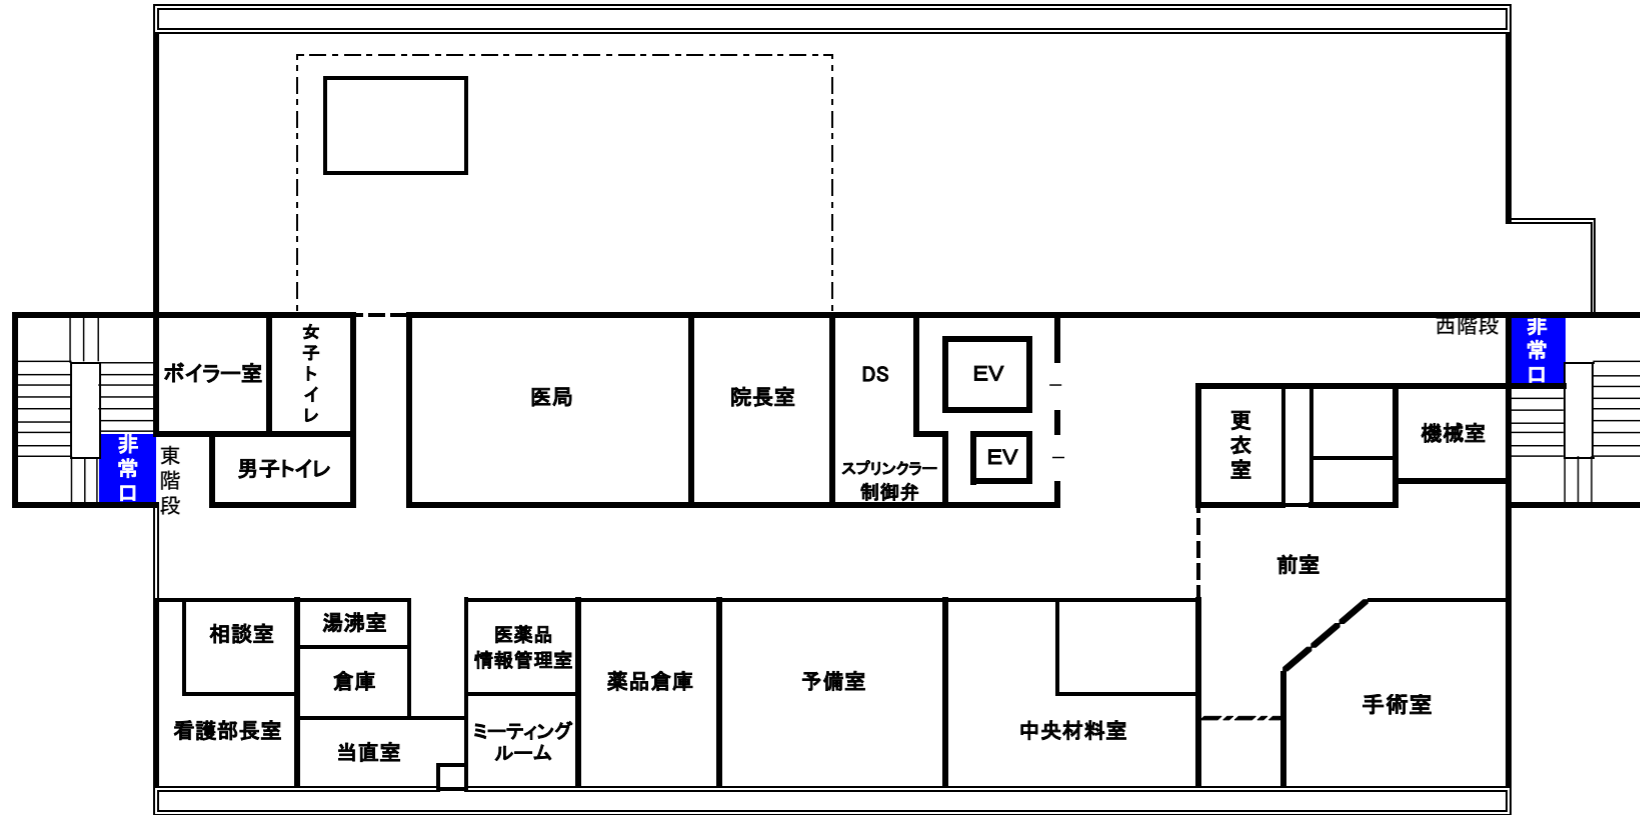 西階段
非常口
女子トイレ
ボイラー室
医局
院長室
DS
EV
更衣室
機械室
非常口
東階段
男子トイレ
EV
スプリンクラー
制御弁
前室
相談室
湯沸室
医薬品
情報管理室
倉庫
薬品倉庫
予備室
手術室
看護部長室
当直室
ミーティング
ルーム
中央材料室